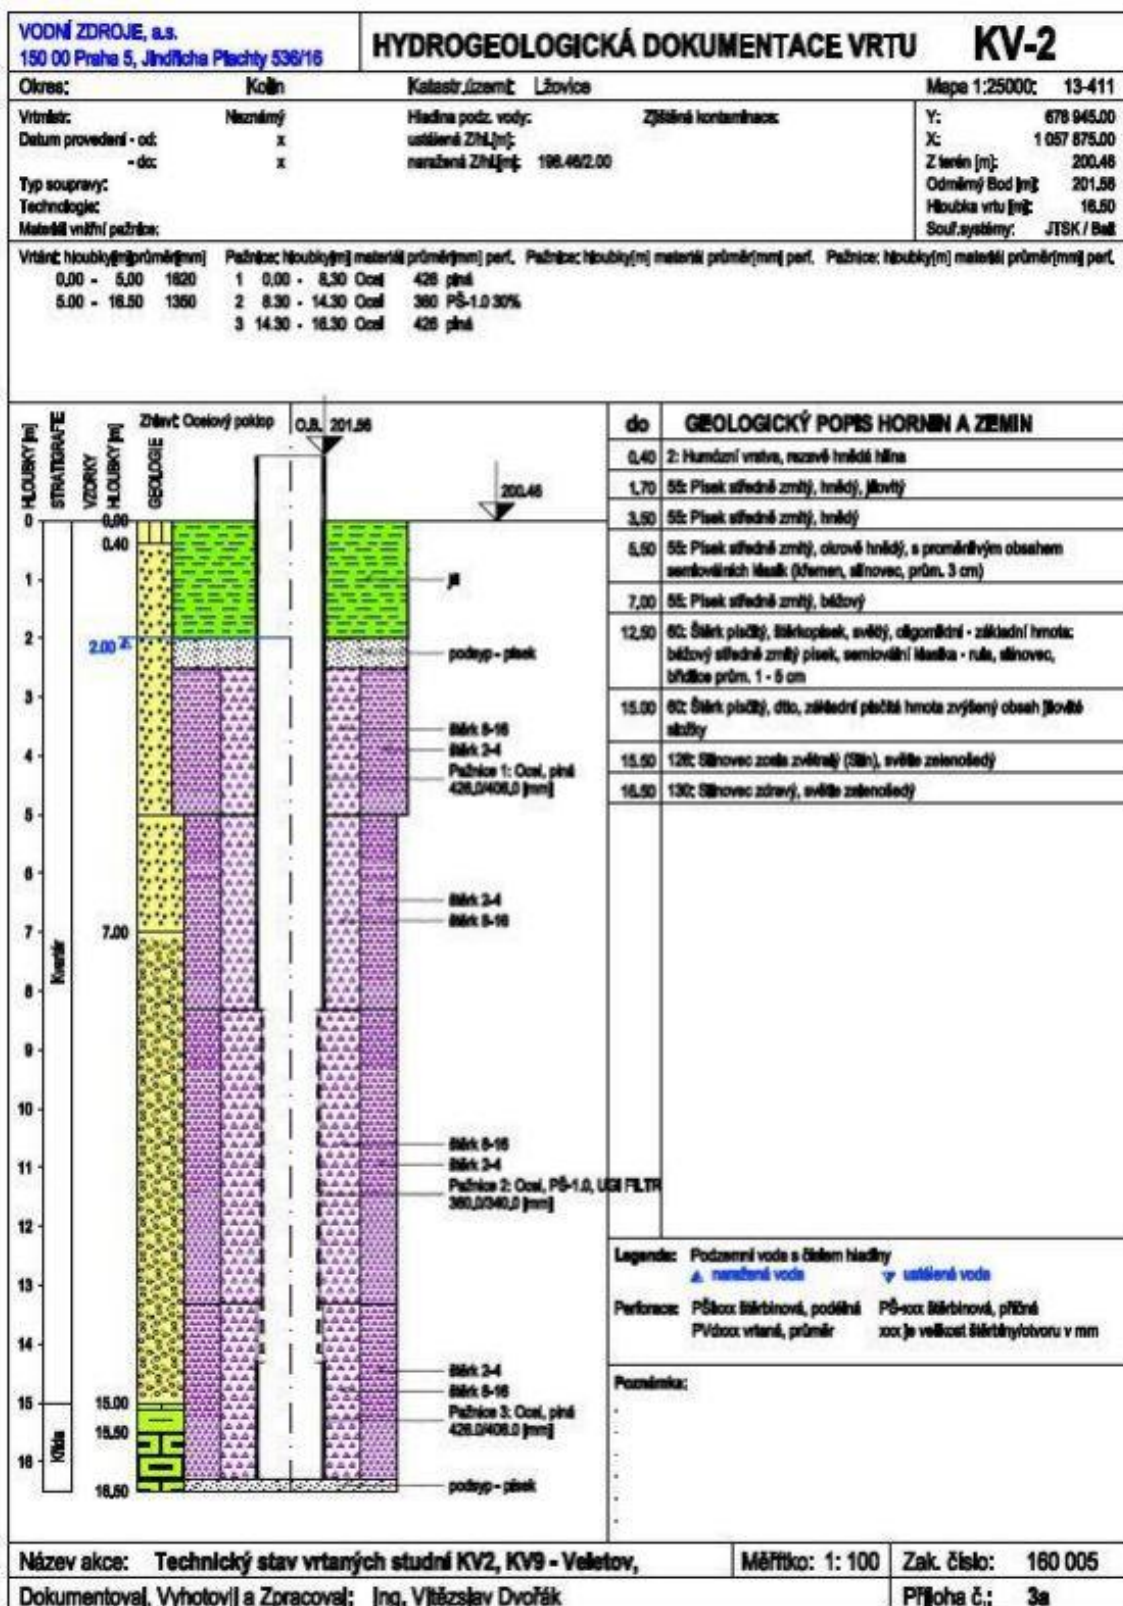 VODNÍ ZDROJE, a.s.
150 00 Praha 5, Jindřicha Plachty 536/16
HYDROGEOLOGICKÁ DOKUMENTACE VRTU KV-2
Okres: Kolín Katastr.území: Lžovice Mapa 1:25000: 13-411
Vrtmistr: Neznámý Hladina podz. vody: Zjištěná kontaminace: Y: 678 945.00
Datum provedení - od: x ustálená Z/hl.[m]: X: 1 057 875.00
- do: x naražená Z/hl.[m]: 198.46/2.00 Z terén [m]: 200.46
Typ soupravy: Odměrný Bod [m]: 201.56
Technologie: Hloubka vrtu [m]: 16.50
Materiál vnitřní pažnice: Souř.systémy: JTSK / Balt
Vrtání: hloubky[m]průměr[mm] Pažnice: hloubky[m] materiál průměr[mm] perf. Pažnice: hloubky[m] materiál průměr[mm] perf. Pažnice: hloubky[m] materiál průměr[mm] perf.
0.00 - 5.00 1620 1 0.00 - 8.30 Ocel 426 plná
5.00 - 16.50 1350 2 8.30 - 14.30 Ocel 360 PŠ-1.0 30%
3 14.30 - 16.30 Ocel 426 plná
HLOUBKY [m]
STRATIGRAFIE
VZORKY
HLOUBKY [m]
GEOLOGIE
Zhlaví: Ocelový poklop
O.B. 201.56
200.46
0
1
2
3
4
5
6
7
8
9
10
11
12
13
14
15
16
Kvartér
Křída
0.00
0.40
2.00
7.00
15.00
15.50
16.50
jíl
podsyp - písek
štěrk 8-16
štěrk 2-4
Pažnice 1: Ocel, plná
426,0/406,0 [mm]
štěrk 2-4
štěrk 8-16
štěrk 8-16
štěrk 2-4
Pažnice 2: Ocel, PŠ-1.0, UGI FILTR
360,0/340,0 [mm]
štěrk 2-4
štěrk 8-16
Pažnice 3: Ocel, plná
426,0/406,0 [mm]
podsyp - písek
do GEOLOGICKÝ POPIS HORNIN A ZEMIN
0,40 2: Humózní vrstva, rezavě hnědá hlína
1,70 55: Písek středně zrnitý, hnědý, jílovitý
3,50 55: Písek středně zrnitý, hnědý
5,50 55: Písek středně zrnitý, okrově hnědý, s proměnlivým obsahem
semioválních klastik (křemen, slínovec, prům. 3 cm)
7,00 55: Písek středně zrnitý, béžový
12,50 60: Štěrk písčitý, štěrkopísek, světlý, oligomiktní - základní hmota:
béžový středně zrnitý písek, semioválni klastika - rula, slínovec,
břidlice prům. 1 - 5 cm
15.00 60: Štěrk písčitý, dtto, základní písčitá hmota zvýšený obsah jílovité
složky
15,50 126: Slínovec zcela zvětralý (Slín), světle zelenošedý
16,50 130: Slínovec zdravý, světle zelenošedý
Legenda: Podzemní voda s číslem hladiny
naražená voda ustálená voda
Perforace: PŠIxxx štěrbinová, podélná PŠ-xxx štěrbinová, příčná
PVdxxx vrtaná, průměr xxx je velikost štěrbiny/otvoru v mm
Poznámka:
Název akce: Technický stav vrtaných studní KV2, KV9 - Veletov, Měřítko: 1: 100 Zak. číslo: 160 005
Dokumentoval, Vyhotovil a Zpracoval: Ing. Vítězslav Dvořák Příloha č.: 3a